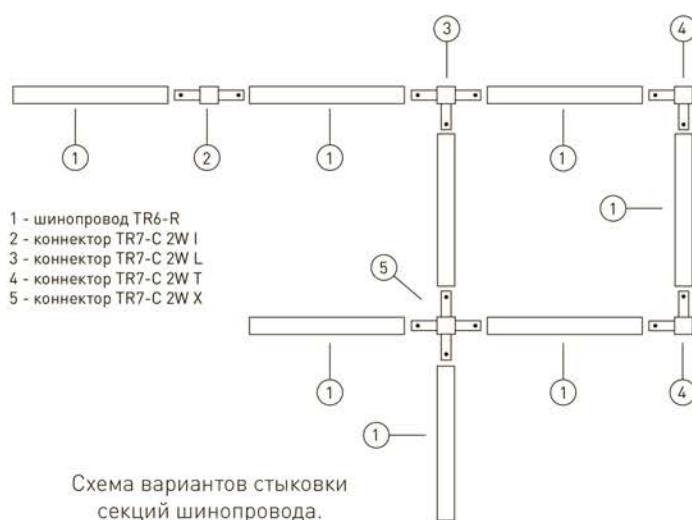 3
4
1
2
1
1
1 - шинопровод TR6-R
2 - коннектор TR7-C 2W I
3 - коннектор TR7-C 2W L
4 - коннектор TR7-C 2W T
5 - коннектор TR7-C 2W X
1
5
1
1
4
1
Схема вариантов стыковки
секций шинопровода.